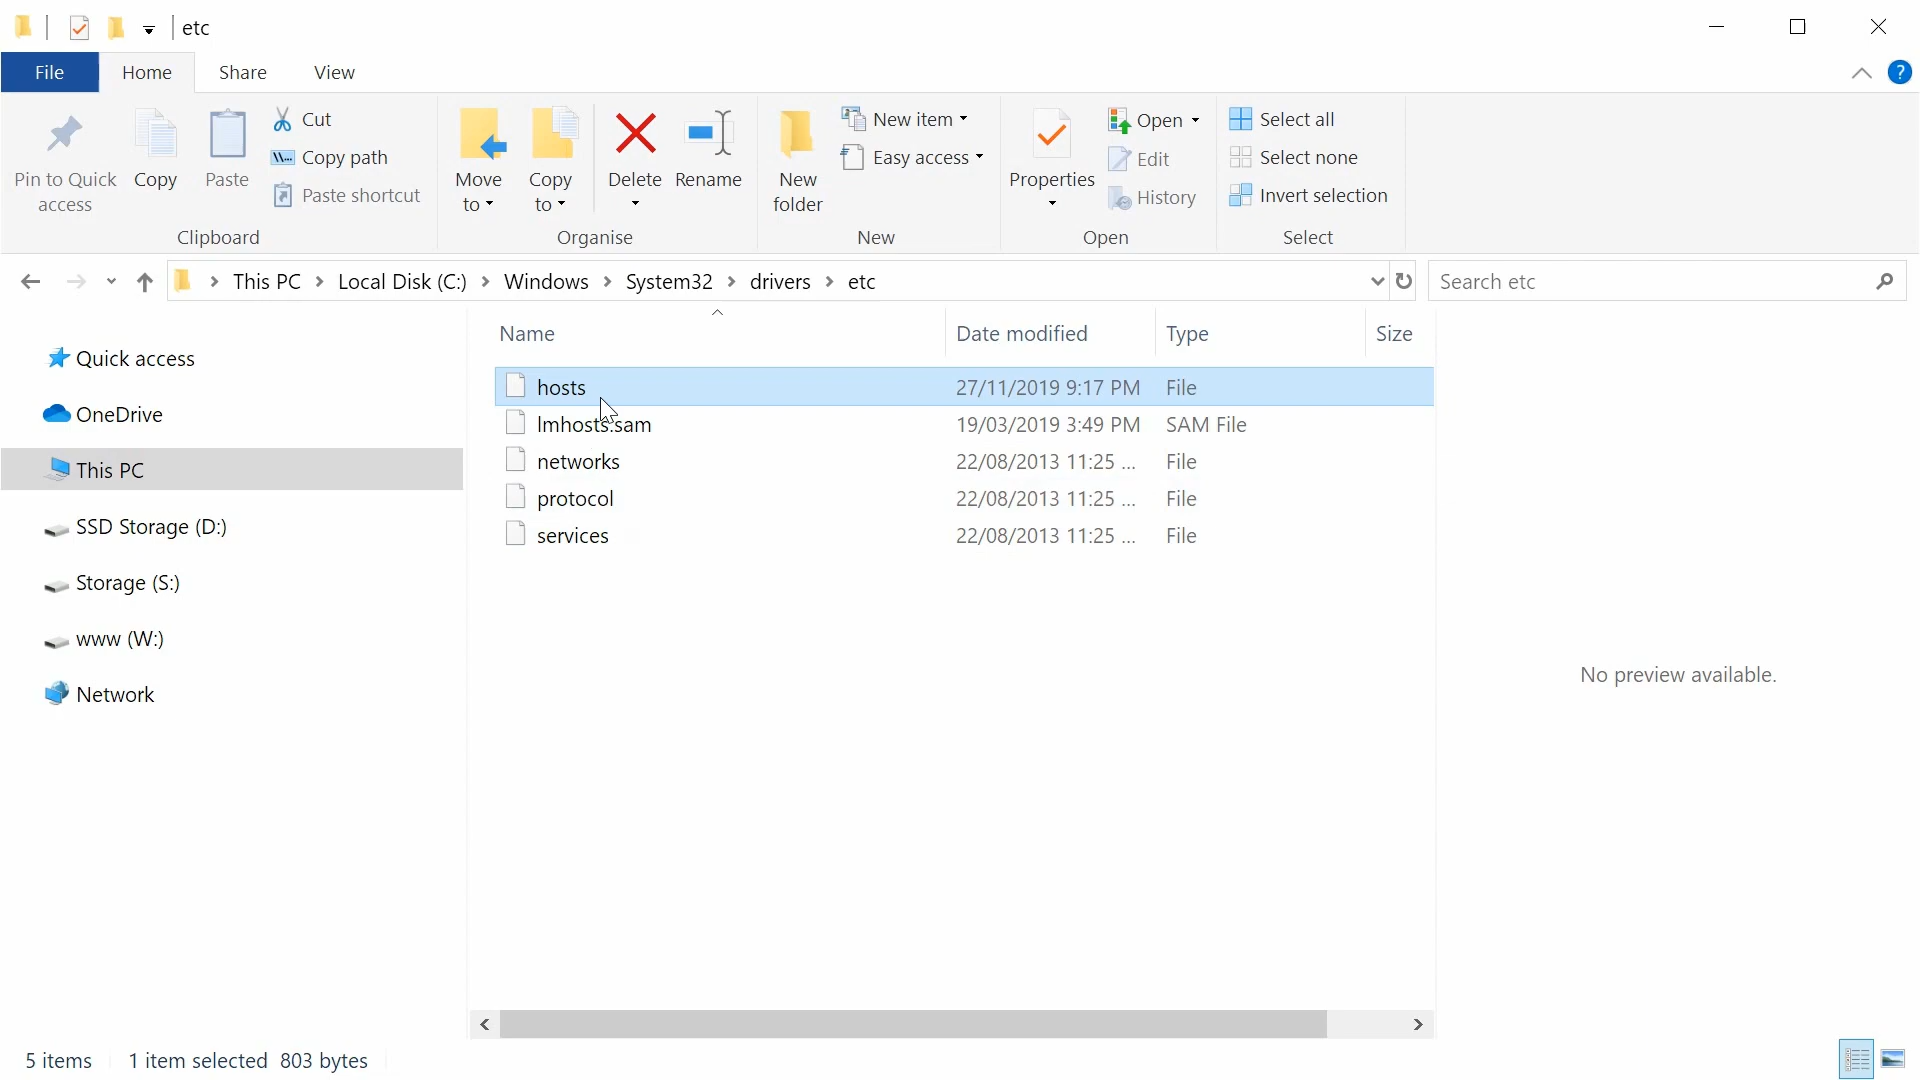 etc
File Home Share View
Pin to Quick access
Copy
Paste
Cut
Copy path
Paste shortcut
Clipboard
Move to
Copy to
Delete
Rename
Organise
New folder
New item
Easy access
New
Properties
Open
Edit
History
Open
Select all
Select none
Invert selection
Select
This PC > Local Disk (C:) > Windows > System32 > drivers > etc
Search etc
Quick access
OneDrive
This PC
SSD Storage (D:)
Storage (S:)
www (W:)
Network
Name Date modified Type Size
hosts 27/11/2019 9:17 PM File
lmhosts.sam 19/03/2019 3:49 PM SAM File
networks 22/08/2013 11:25 ... File
protocol 22/08/2013 11:25 ... File
services 22/08/2013 11:25 ... File
No preview available.
5 items 1 item selected 803 bytes